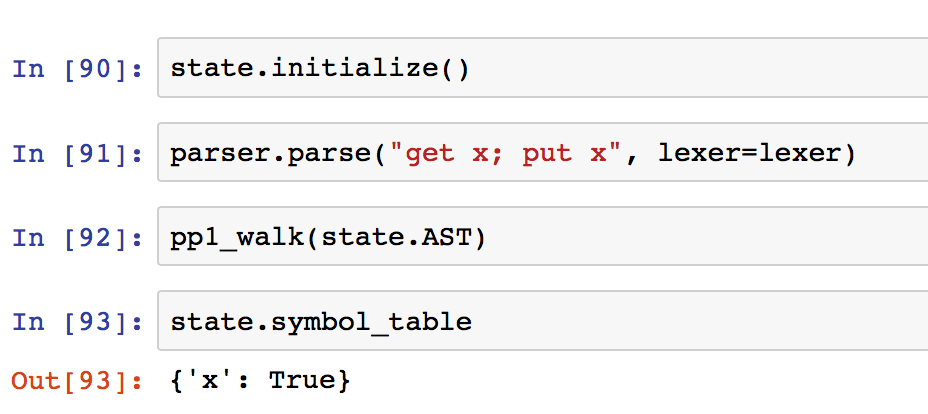 In [90]: state.initialize()
In [91]: parser.parse("get x; put x", lexer=lexer)
In [92]: pp1_walk(state.AST)
In [93]: state.symbol_table
Out[93]: {'x': True}